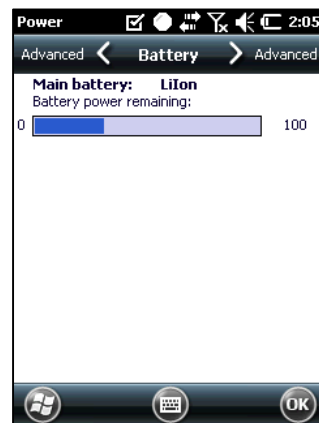 Power 2:05
Advanced Battery Advanced
Main battery: LiIon
Battery power remaining:
0 100
OK